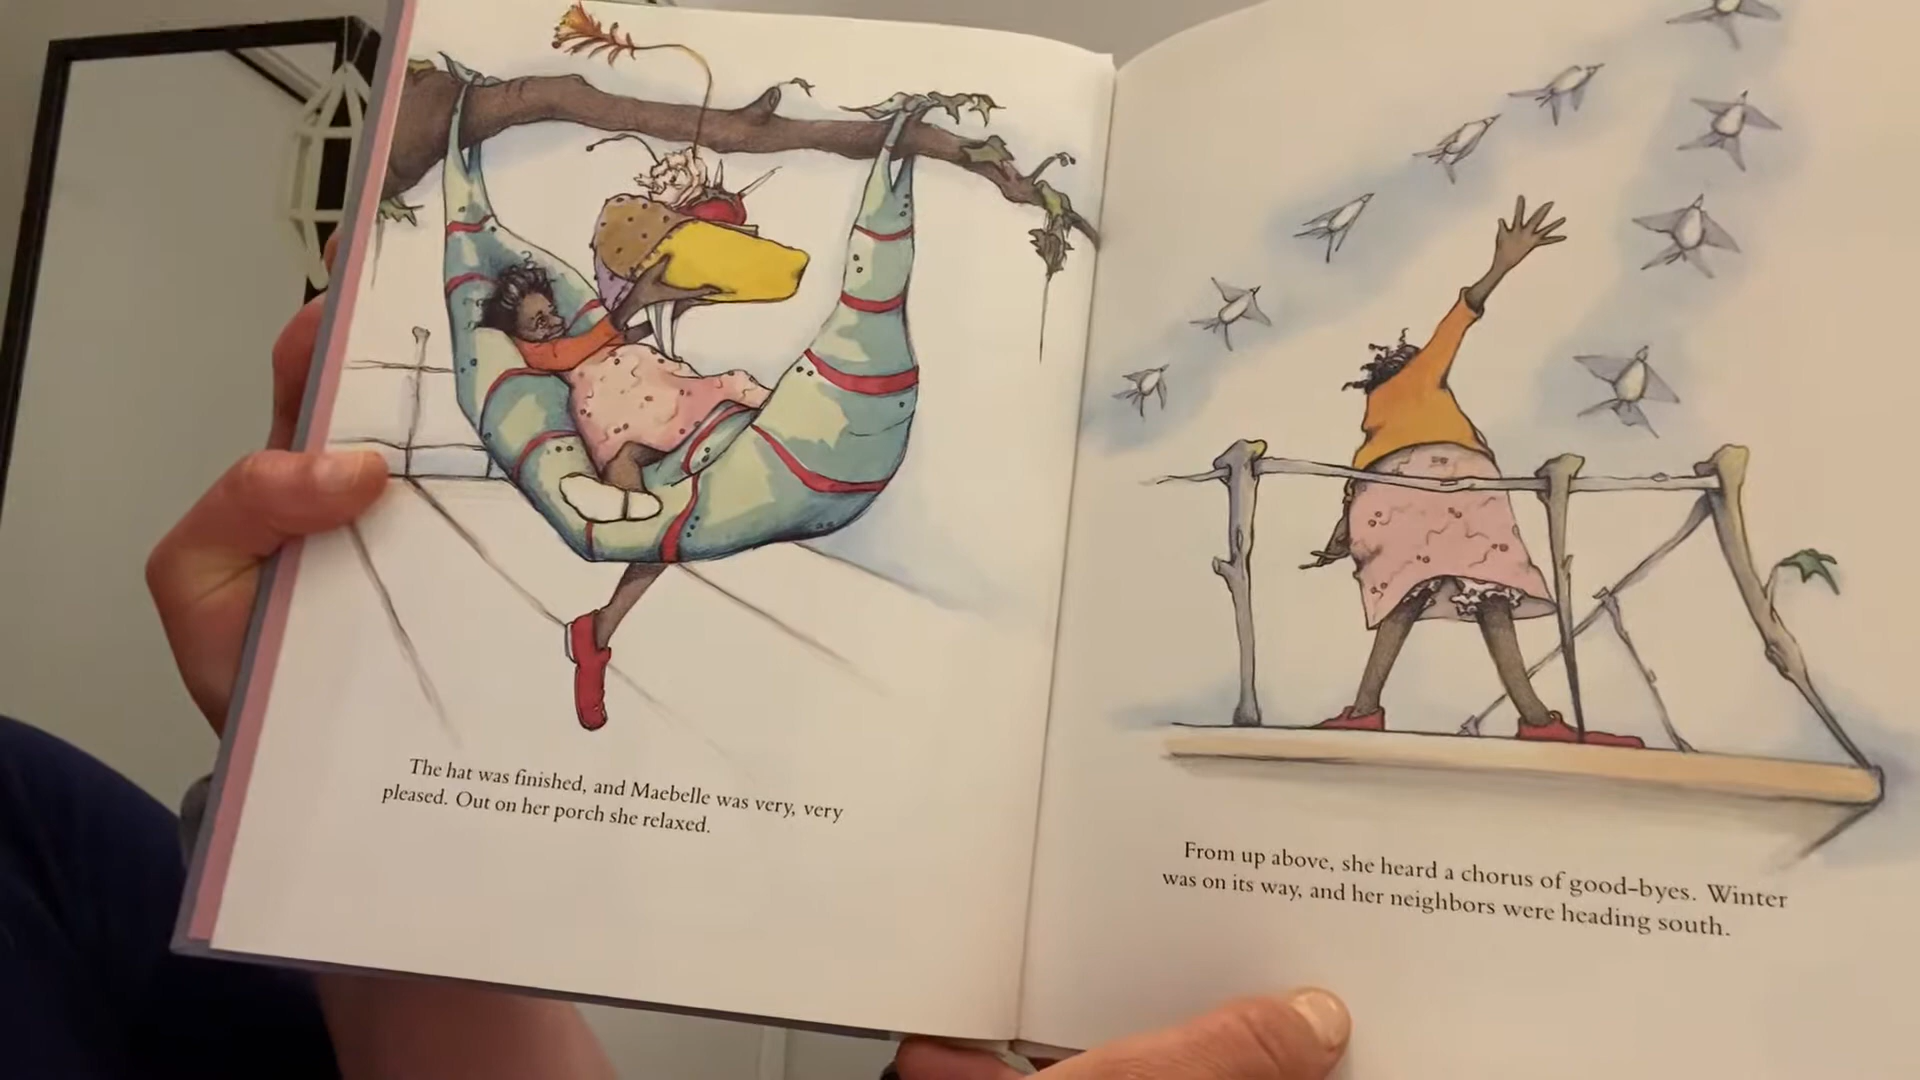 The hat was finished, and Maebelle was very, very
pleased. Out on her porch she relaxed.
From up above, she heard a chorus of good-byes. Winter
was on its way, and her neighbors were heading south.